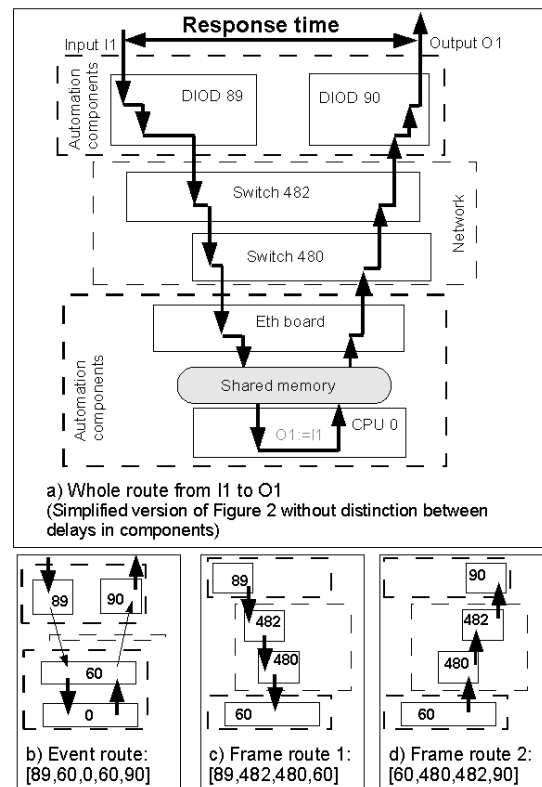 Response time
Input I1
Output O1
Automation
components
DIOD 89
DIOD 90
Switch 482
Network
Switch 480
Automation
components
Eth board
Shared memory
CPU 0
O1:=I1
a) Whole route from I1 to O1
(Simplified version of Figure 2 without distinction between
delays in components)
89
90
60
0
b) Event route:
[89,60,0,60,90]
89
482
480
60
c) Frame route 1:
[89,482,480,60]
90
482
480
60
d) Frame route 2:
[60,480,482,90]